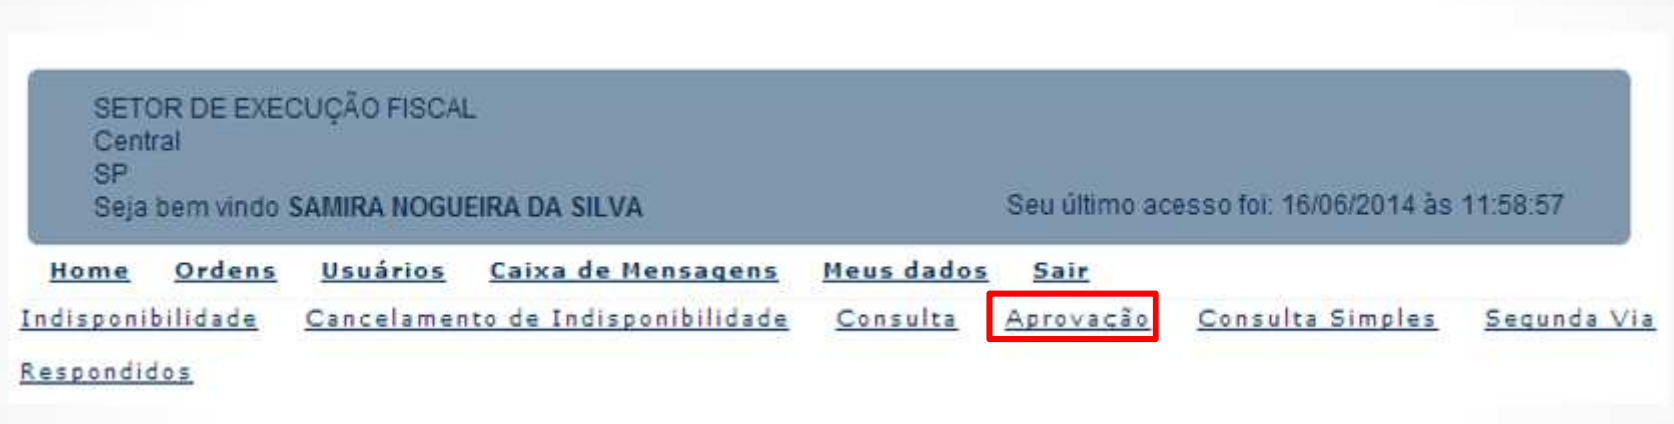 SETOR DE EXECUÇÃO FISCAL
Central
SP
Seja bem vindo SAMIRA NOGUEIRA DA SILVA Seu último acesso foi: 16/06/2014 às 11:58:57
Home Ordens Usuários Caixa de Mensagens Meus dados Sair
Indisponibilidade Cancelamento de Indisponibilidade Consulta Aprovação Consulta Simples Segunda Via
Respondidos